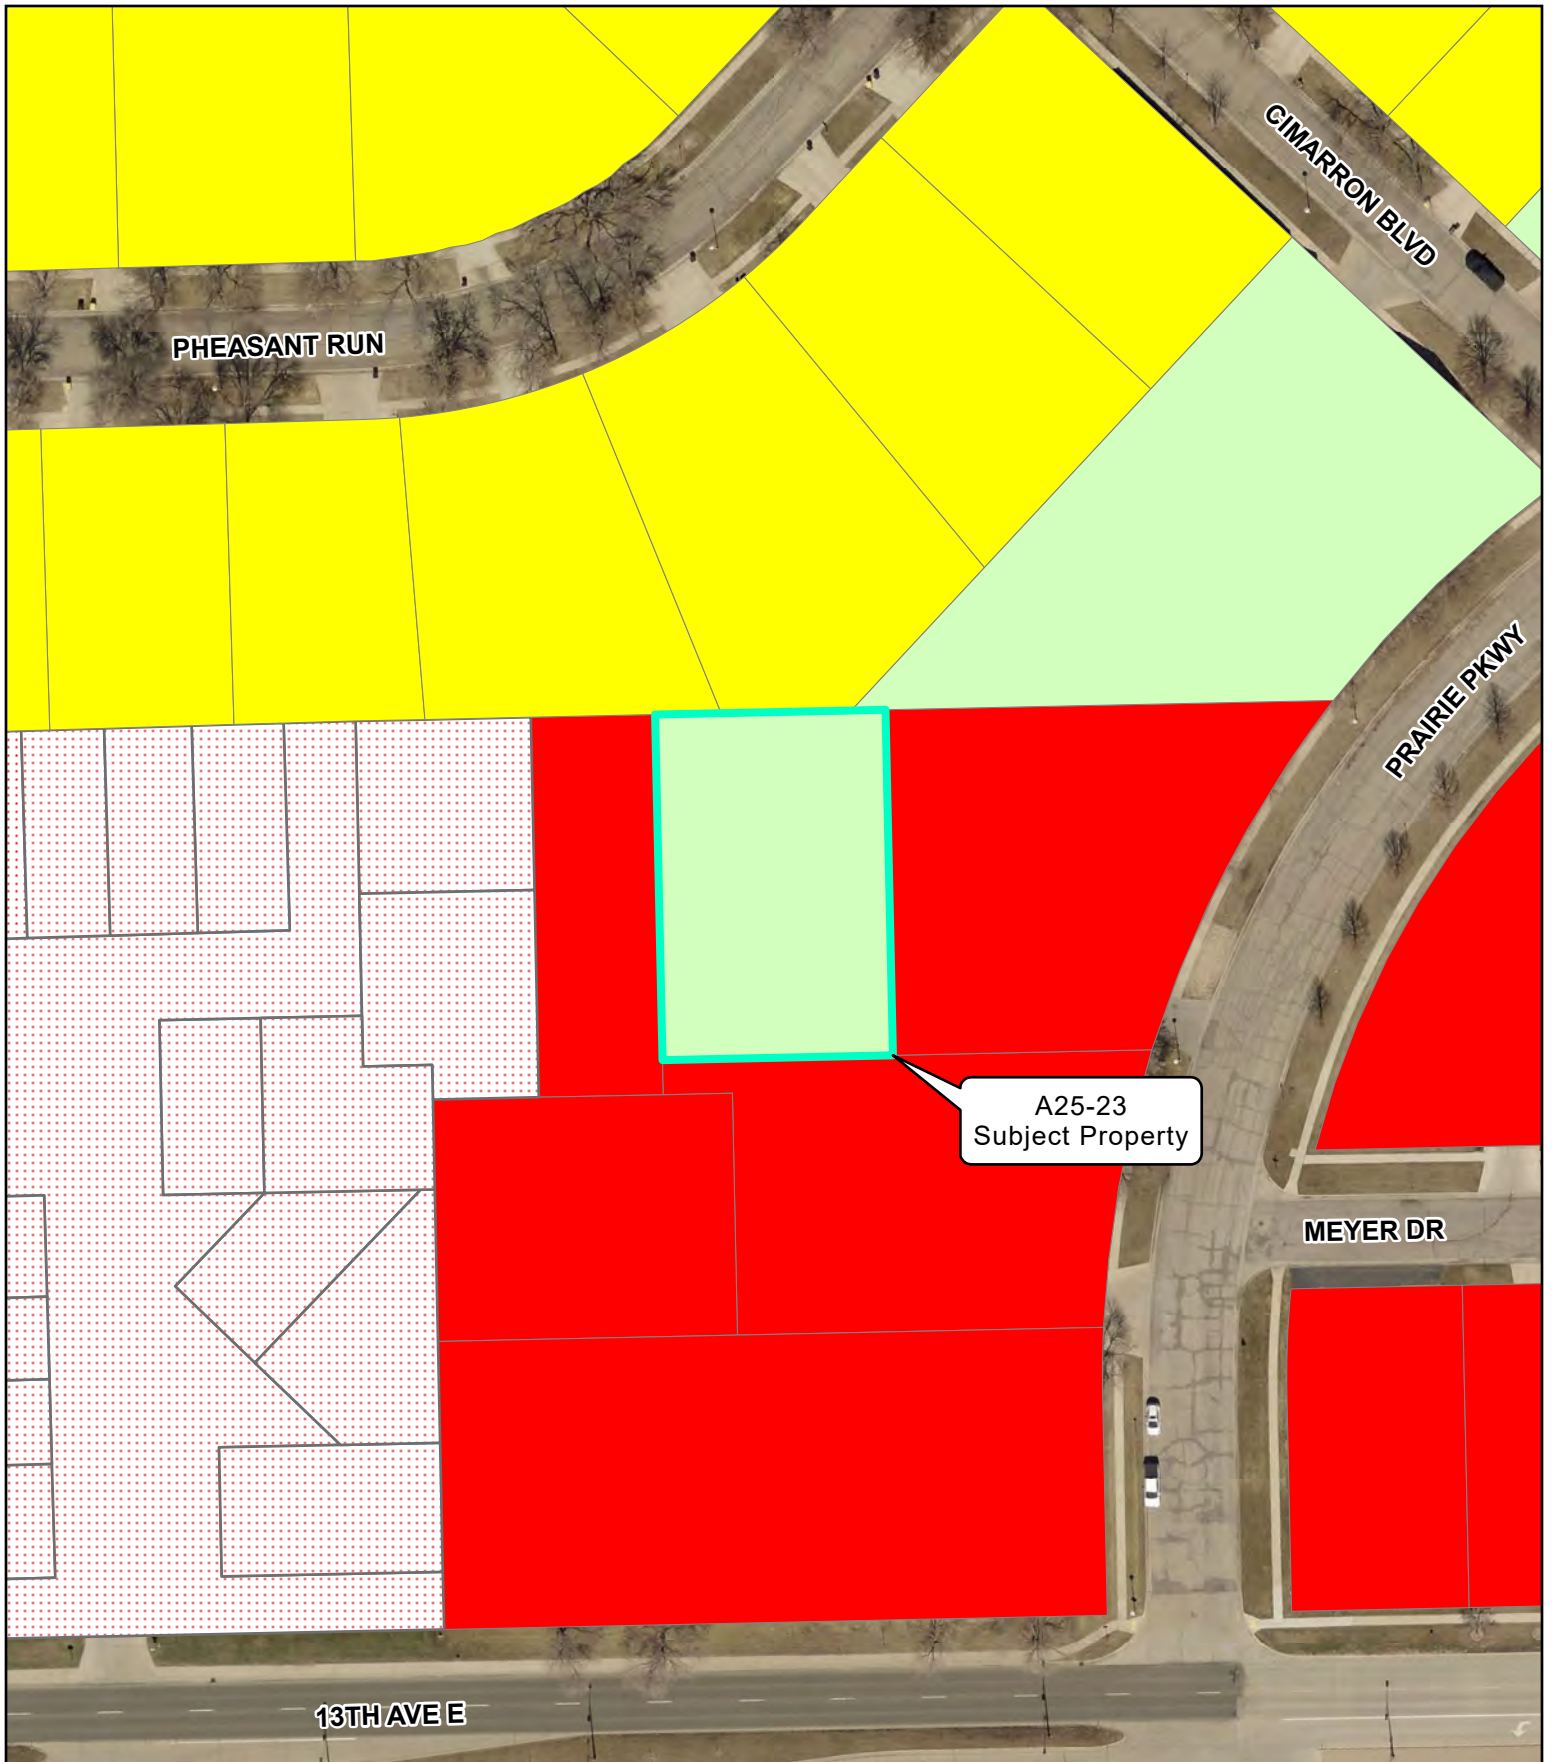 CIMARRON BLVD
PHEASANT RUN
PRAIRIE PKWY
A25-23
Subject Property
MEYER DR
13TH AVE E